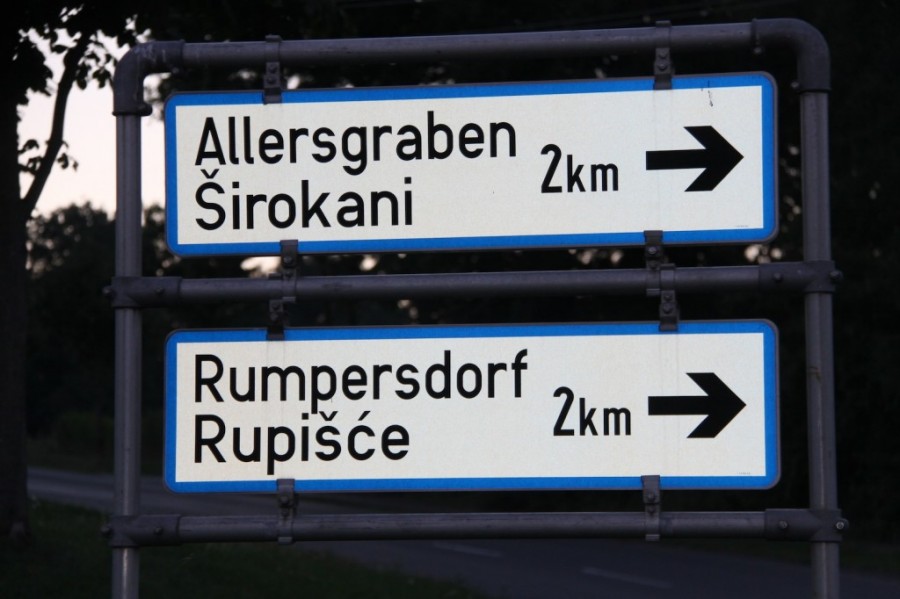 Allersgraben
Širokani
2km
Rumpersdorf
Rupišće
2km